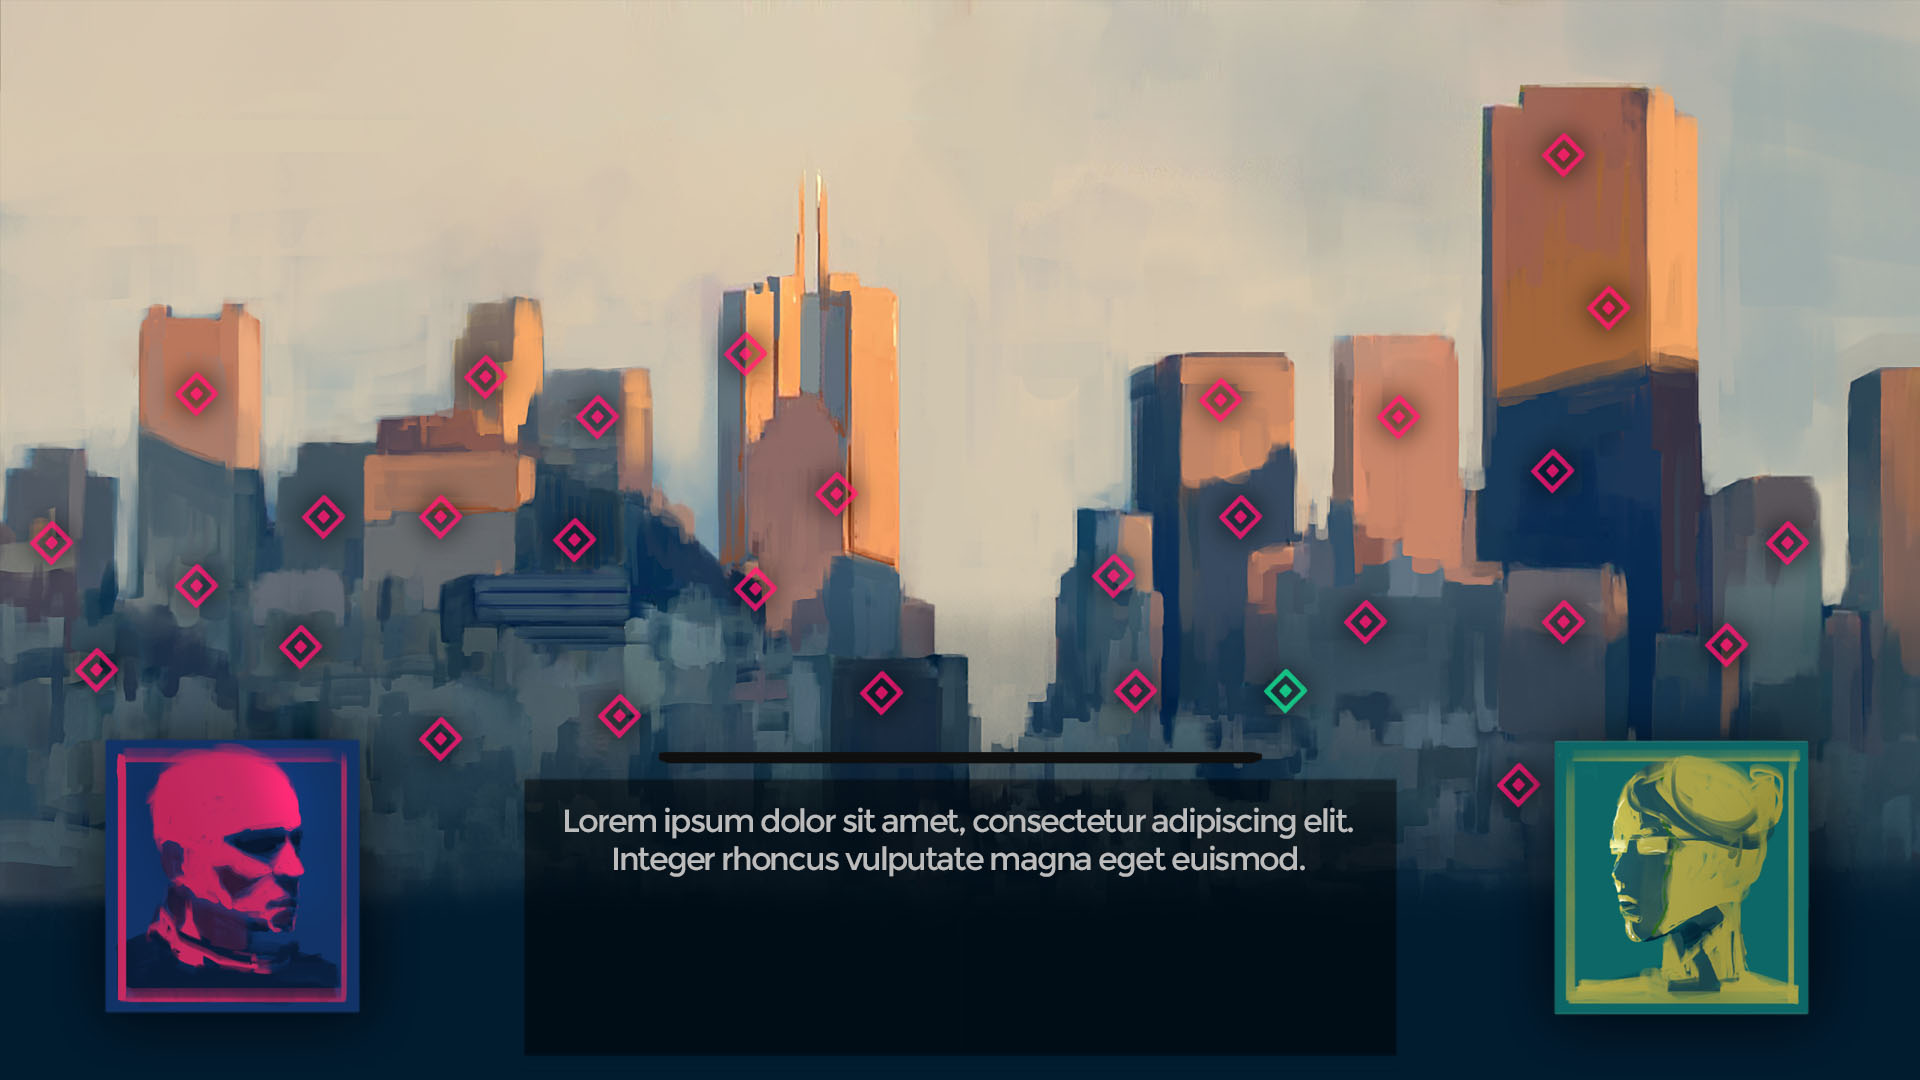 Lorem ipsum dolor sit amet, consectetur adipiscing elit.
Integer rhoncus vulputate magna eget euismod.